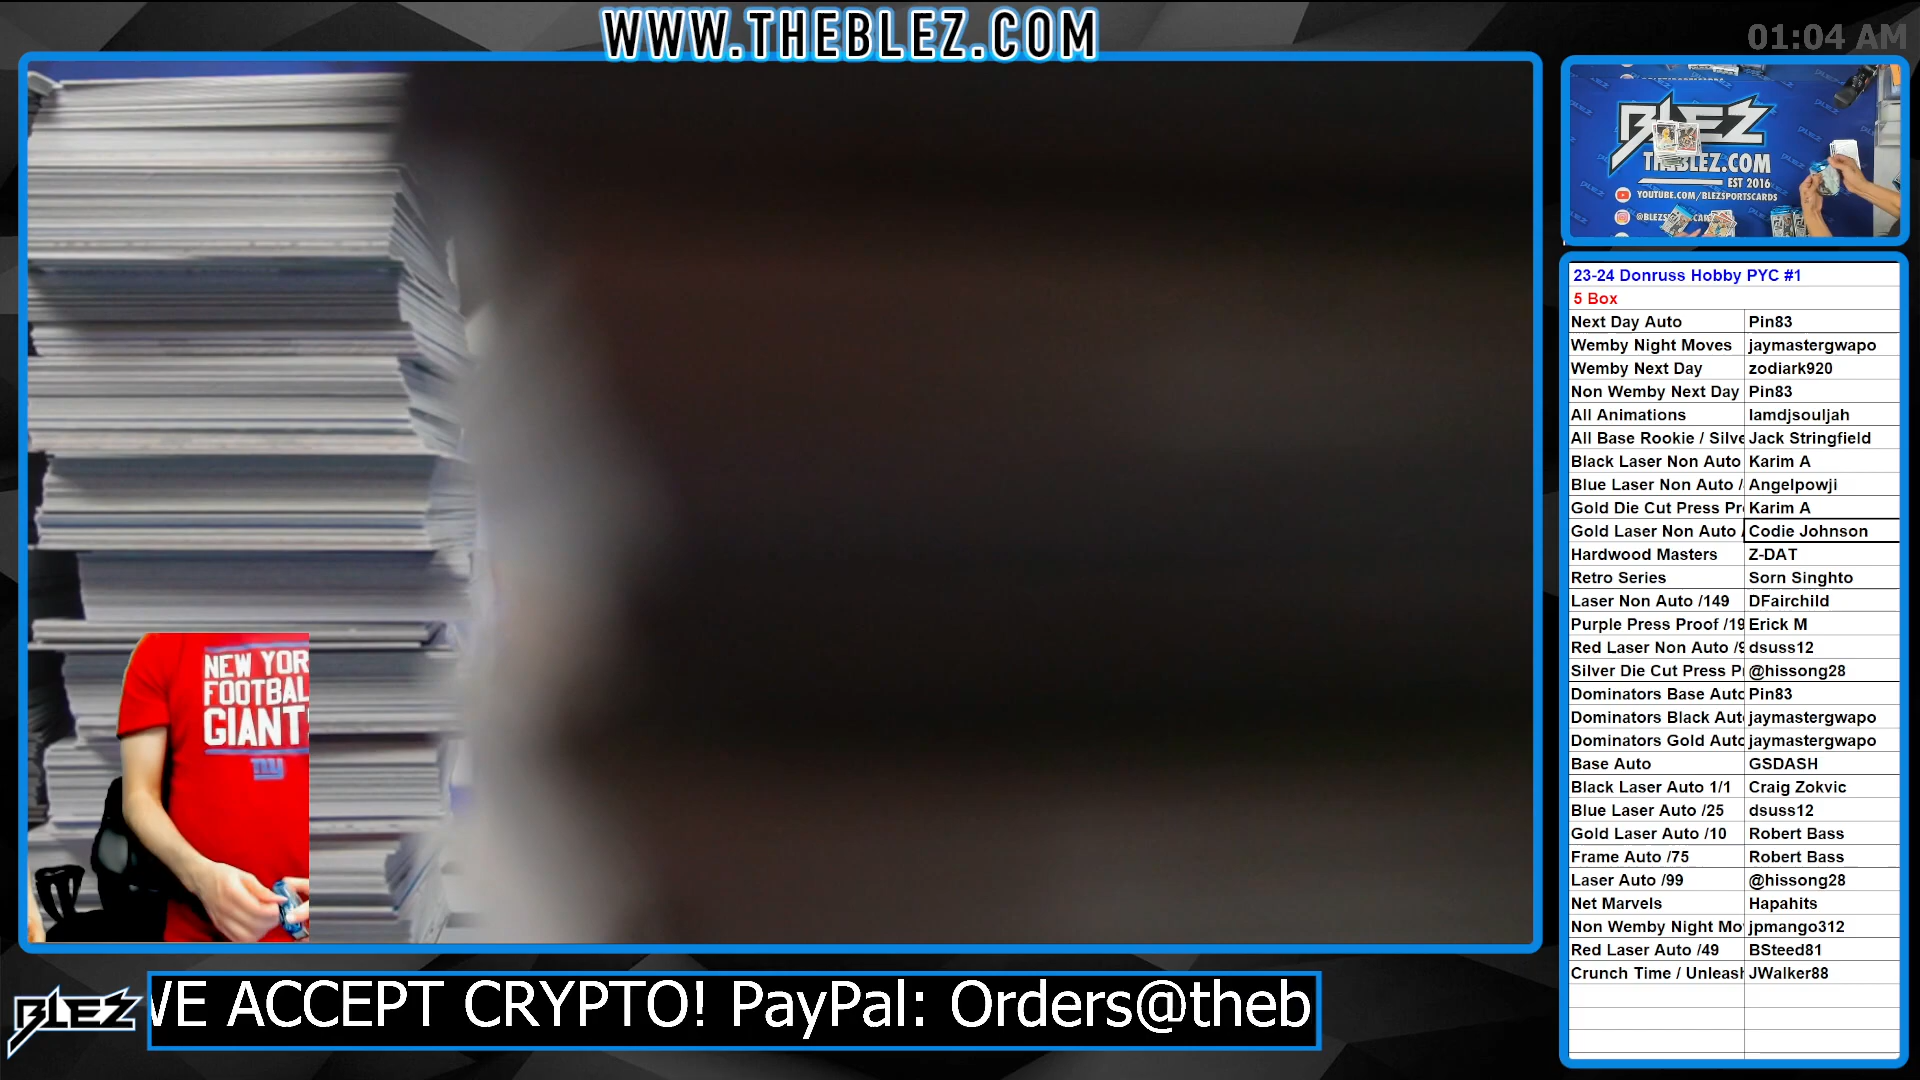 WWW.THEBLEZ.COM
01:04 AM
BLEZ
THEBLEZ.COM
EST 2016
YOUTUBE.COM/BLEZSPORTSCARDS
23-24 Donruss Hobby PYC #1
5 Box
Next Day Auto Pin83
Wemby Night Moves jaymastergwapo
Wemby Next Day zodiark920
Non Wemby Next Day Pin83
All Animations Iamdjsouljah
All Base Rookie / Silve Jack Stringfield
Black Laser Non Auto Karim A
Blue Laser Non Auto / Angelpowji
Gold Die Cut Press Pr Karim A
Gold Laser Non Auto / Codie Johnson
Hardwood Masters Z-DAT
Retro Series Sorn Singhto
Laser Non Auto /149 DFairchild
Purple Press Proof /19 Erick M
Red Laser Non Auto /9 dsuss12
Silver Die Cut Press P @hissong28
Dominators Base Auto Pin83
Dominators Black Aut jaymastergwapo
Dominators Gold Auto jaymastergwapo
Base Auto GSDASH
Black Laser Auto 1/1 Craig Zokvic
Blue Laser Auto /25 dsuss12
Gold Laser Auto /10 Robert Bass
Frame Auto /75 Robert Bass
Laser Auto /99 @hissong28
Net Marvels Hapahits
Non Wemby Night Mo jpmango312
Red Laser Auto /49 BSteed81
Crunch Time / Unleash JWalker88
NEW YOR
FOOTBAL
GIANT
NY
BLEZ
WE ACCEPT CRYPTO! PayPal: Orders@theb